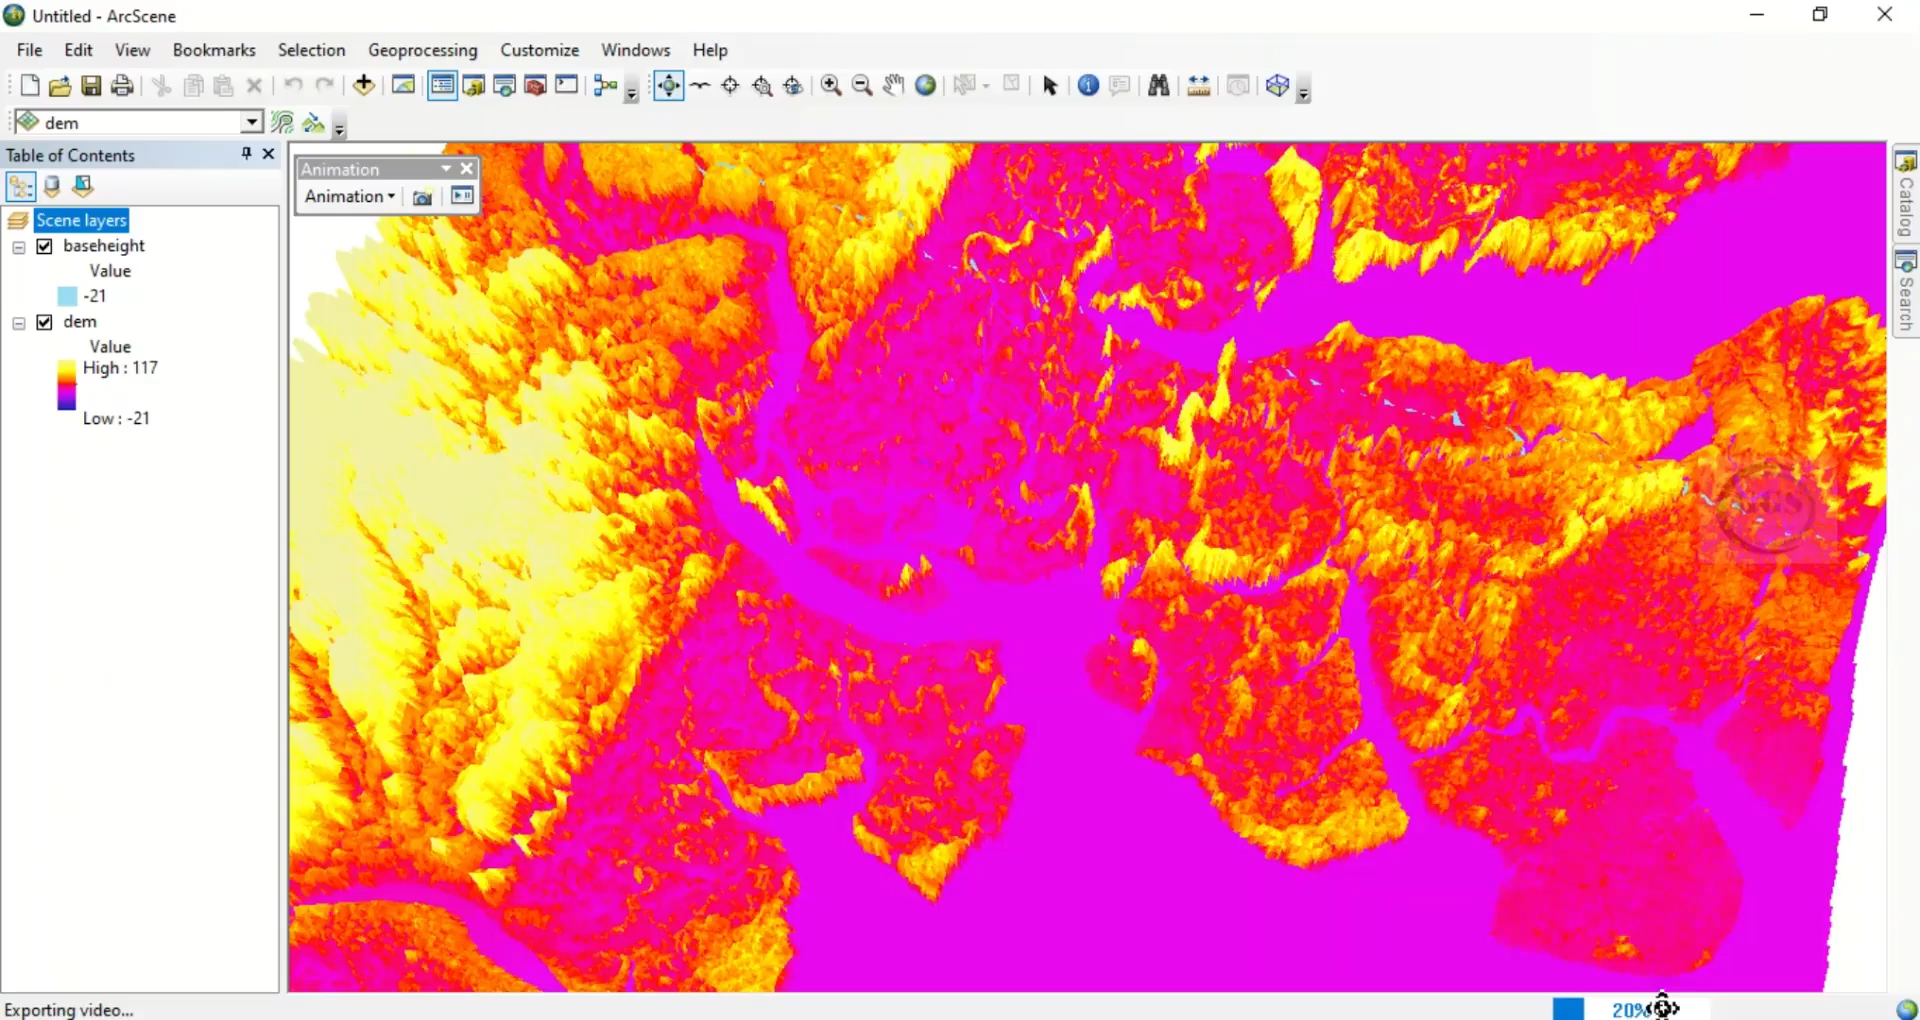 Untitled - ArcScene
File Edit View Bookmarks Selection Geoprocessing Customize Windows Help
dem
Table of Contents
Scene layers
baseheight
Value
-21
dem
Value
High : 117
Low : -21
Animation
Animation
Catalog
Search
Exporting video...
20%